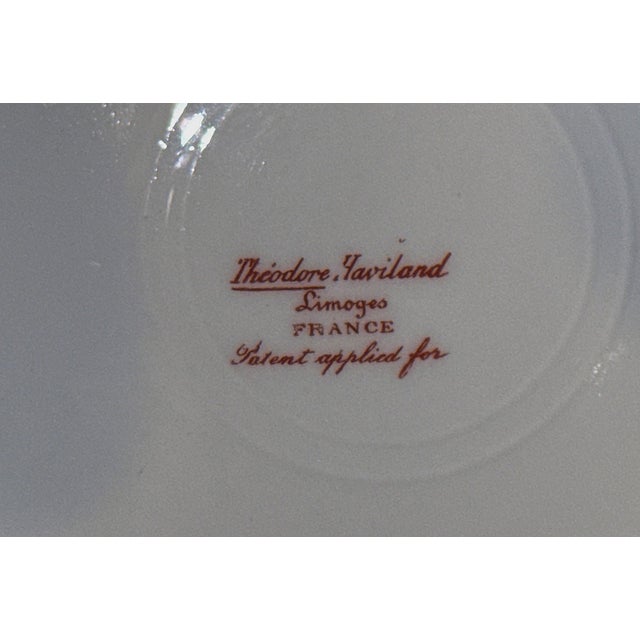 Théodore Haviland
Limoges
FRANCE
Patent applied for